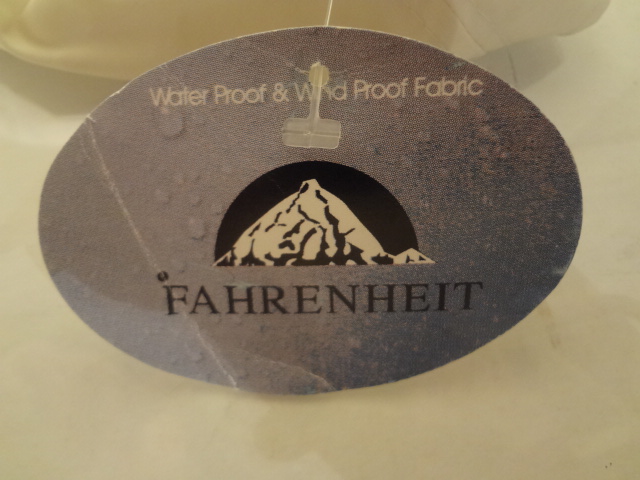 Water Proof & Wind Proof Fabric
°FAHRENHEIT